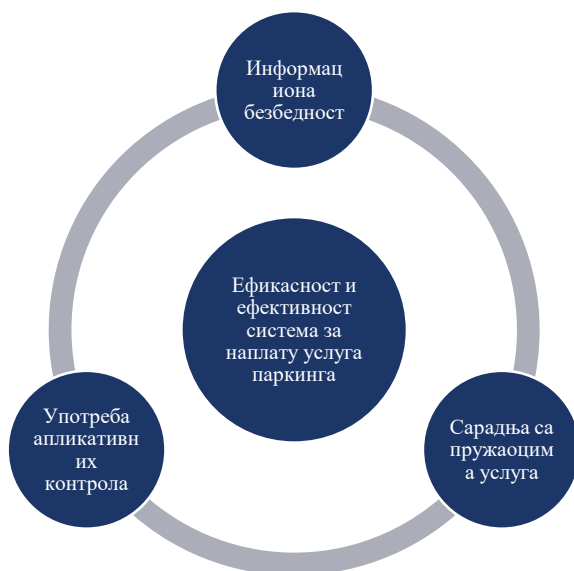 Информац
иона
безбедност
Ефикасност и
ефективност
система за
наплату услуга
паркинга
Употреба
апликативн
их
контрола
Сарадња са
пружаоцим
а услуга